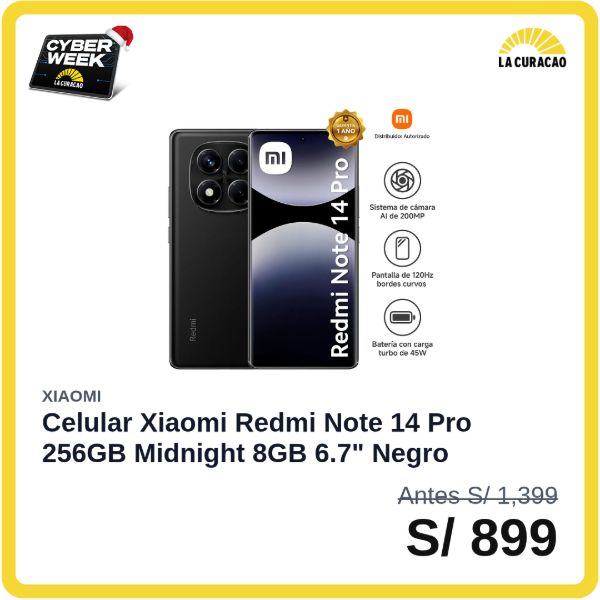 CYBER
WEEK
LA CURACAO
LA CURACAO
1 AÑO
Distribuidor Autorizado
Redmi Note 14 Pro
Redmi
Sistema de cámara
AI de 200MP
Pantalla de 120Hz
bordes curvos
Batería con carga
turbo de 45W
XIAOMI
Celular Xiaomi Redmi Note 14 Pro
256GB Midnight 8GB 6.7" Negro
Antes S/ 1,399
S/ 899